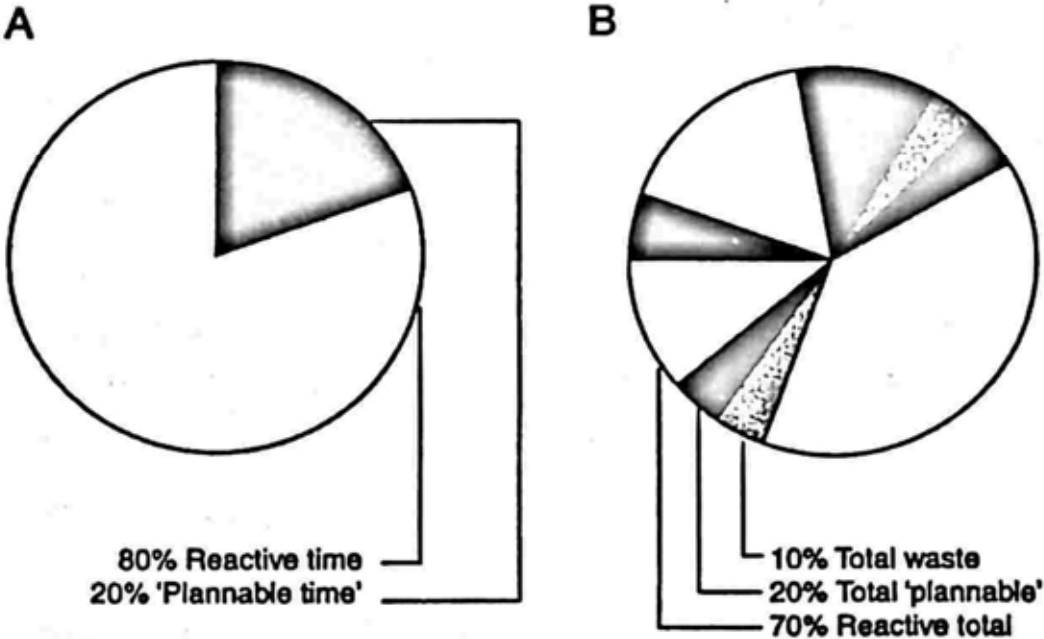 A
B
80% Reactive time
20% 'Plannable time'
10% Total waste
20% Total 'plannable'
70% Reactive total